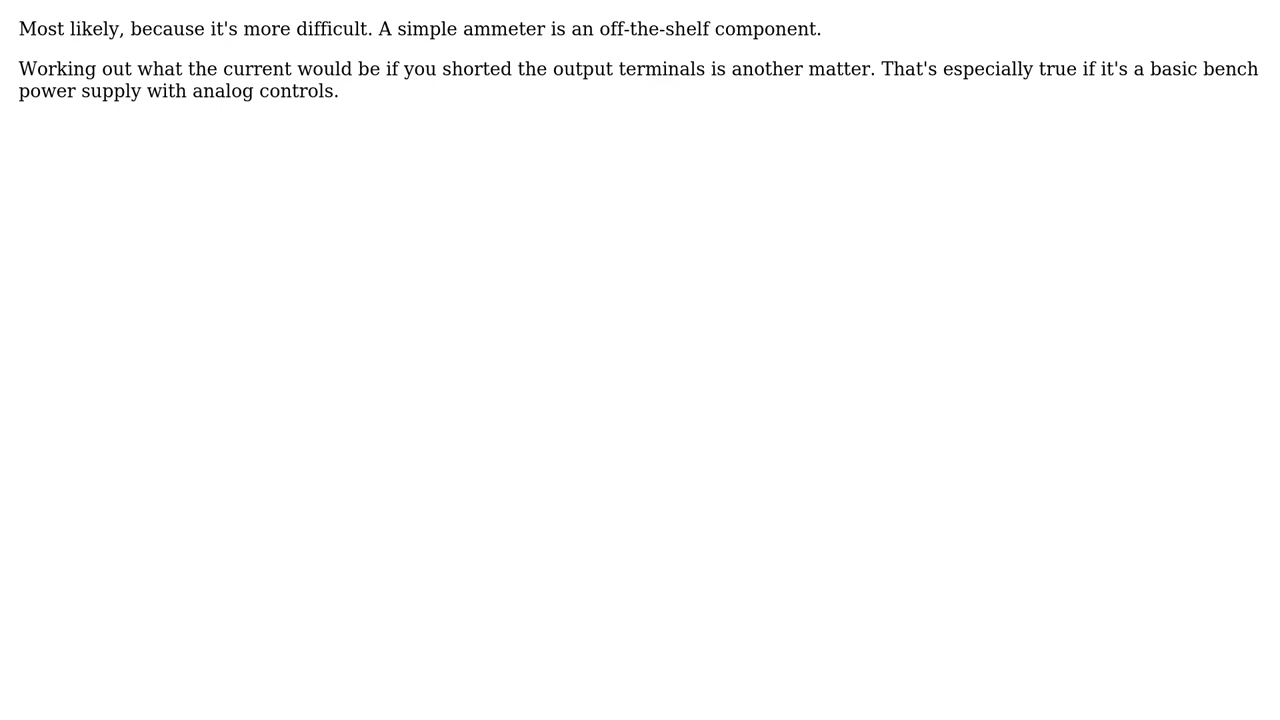 Most likely, because it's more difficult. A simple ammeter is an off-the-shelf component.
Working out what the current would be if you shorted the output terminals is another matter. That's especially true if it's a basic bench
power supply with analog controls.